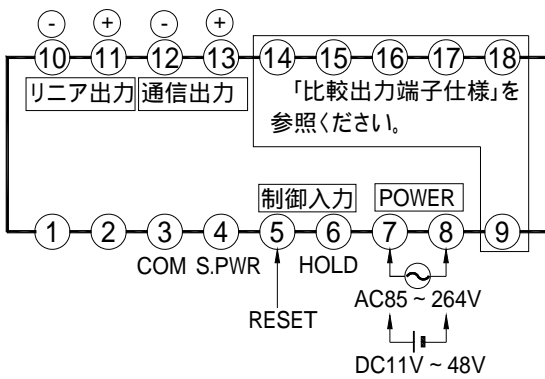 - + - +
10 11 12 13 14 15 16 17 18
リニア出力 通信出力 「比較出力端子仕様」を
参照ください。
制御入力 POWER
1 2 3 4 5 6 7 8 9
COM S.PWR HOLD
AC85 ~ 264V
RESET
DC11V ~ 48V